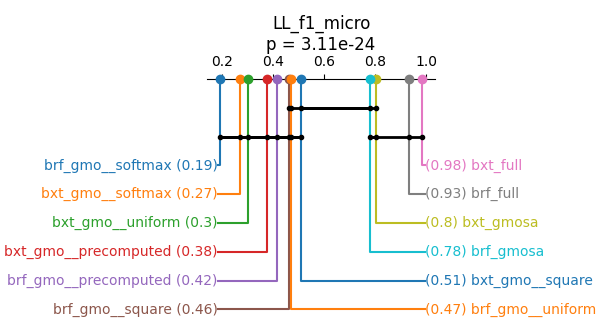 LL_f1_micro
p = 3.11e-24
0.2 0.4 0.6 0.8 1.0
brf_gmo__softmax (0.19) (0.98) bxt_full
bxt_gmo__softmax (0.27) (0.93) brf_full
bxt_gmo__uniform (0.3) (0.8) bxt_gmosa
bxt_gmo__precomputed (0.38) (0.78) brf_gmosa
brf_gmo__precomputed (0.42) (0.51) bxt_gmo__square
brf_gmo__square (0.46) (0.47) brf_gmo__uniform